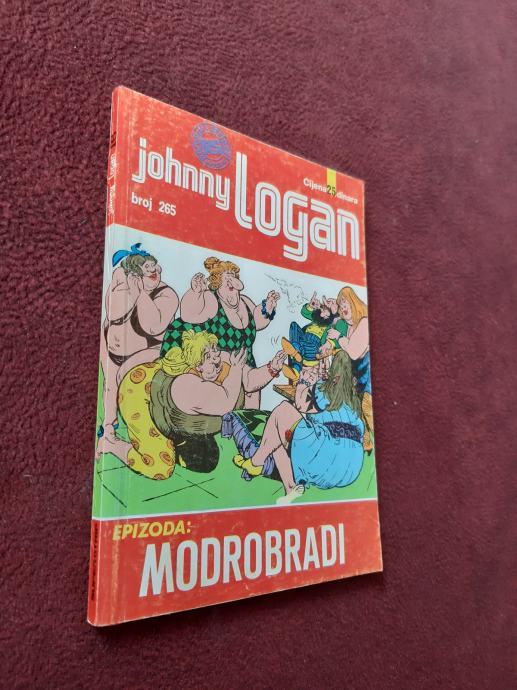 johnny logan
broj 265
Cijena 25 dinara
EPIZODA:
MODROBRADI